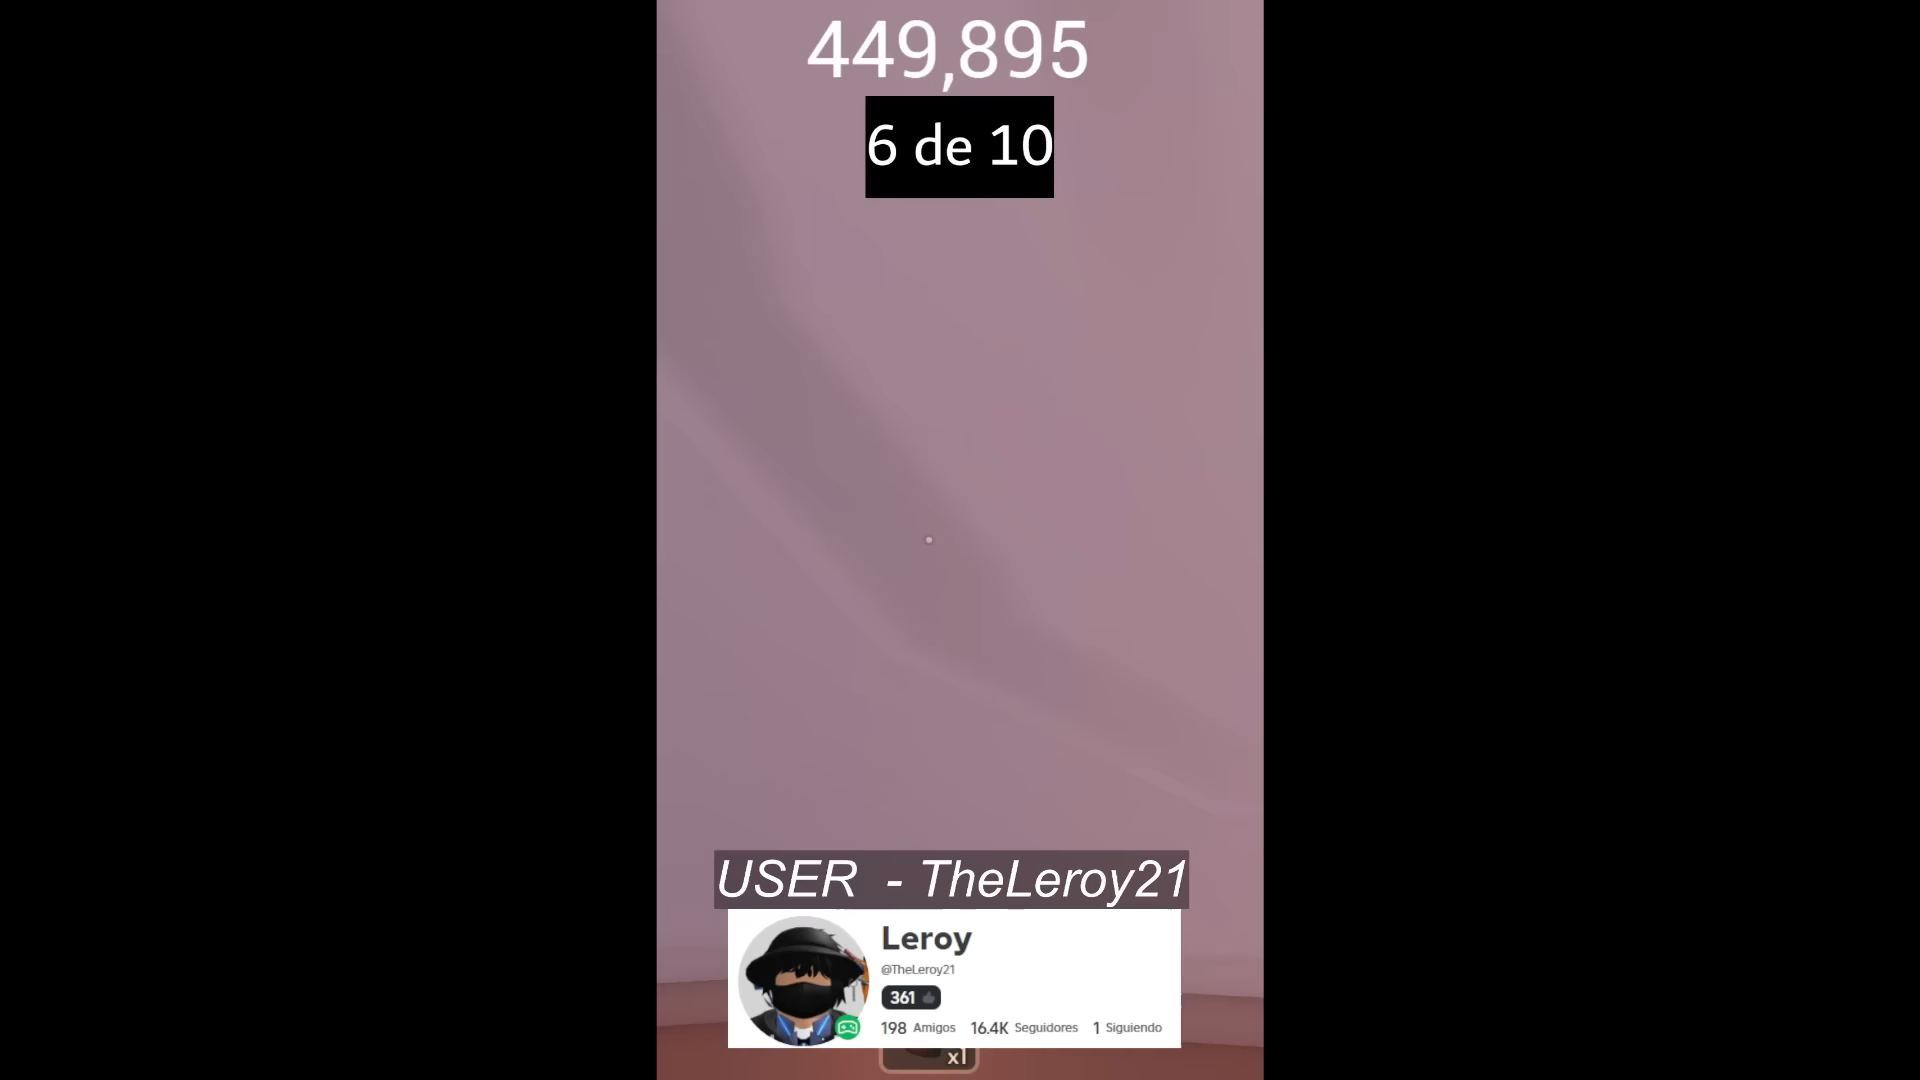 449,895
6 de 10
USER - TheLeroy21
Leroy
@TheLeroy21
361
198 Amigos 16.4K Seguidores 1 Siguiendo
x1